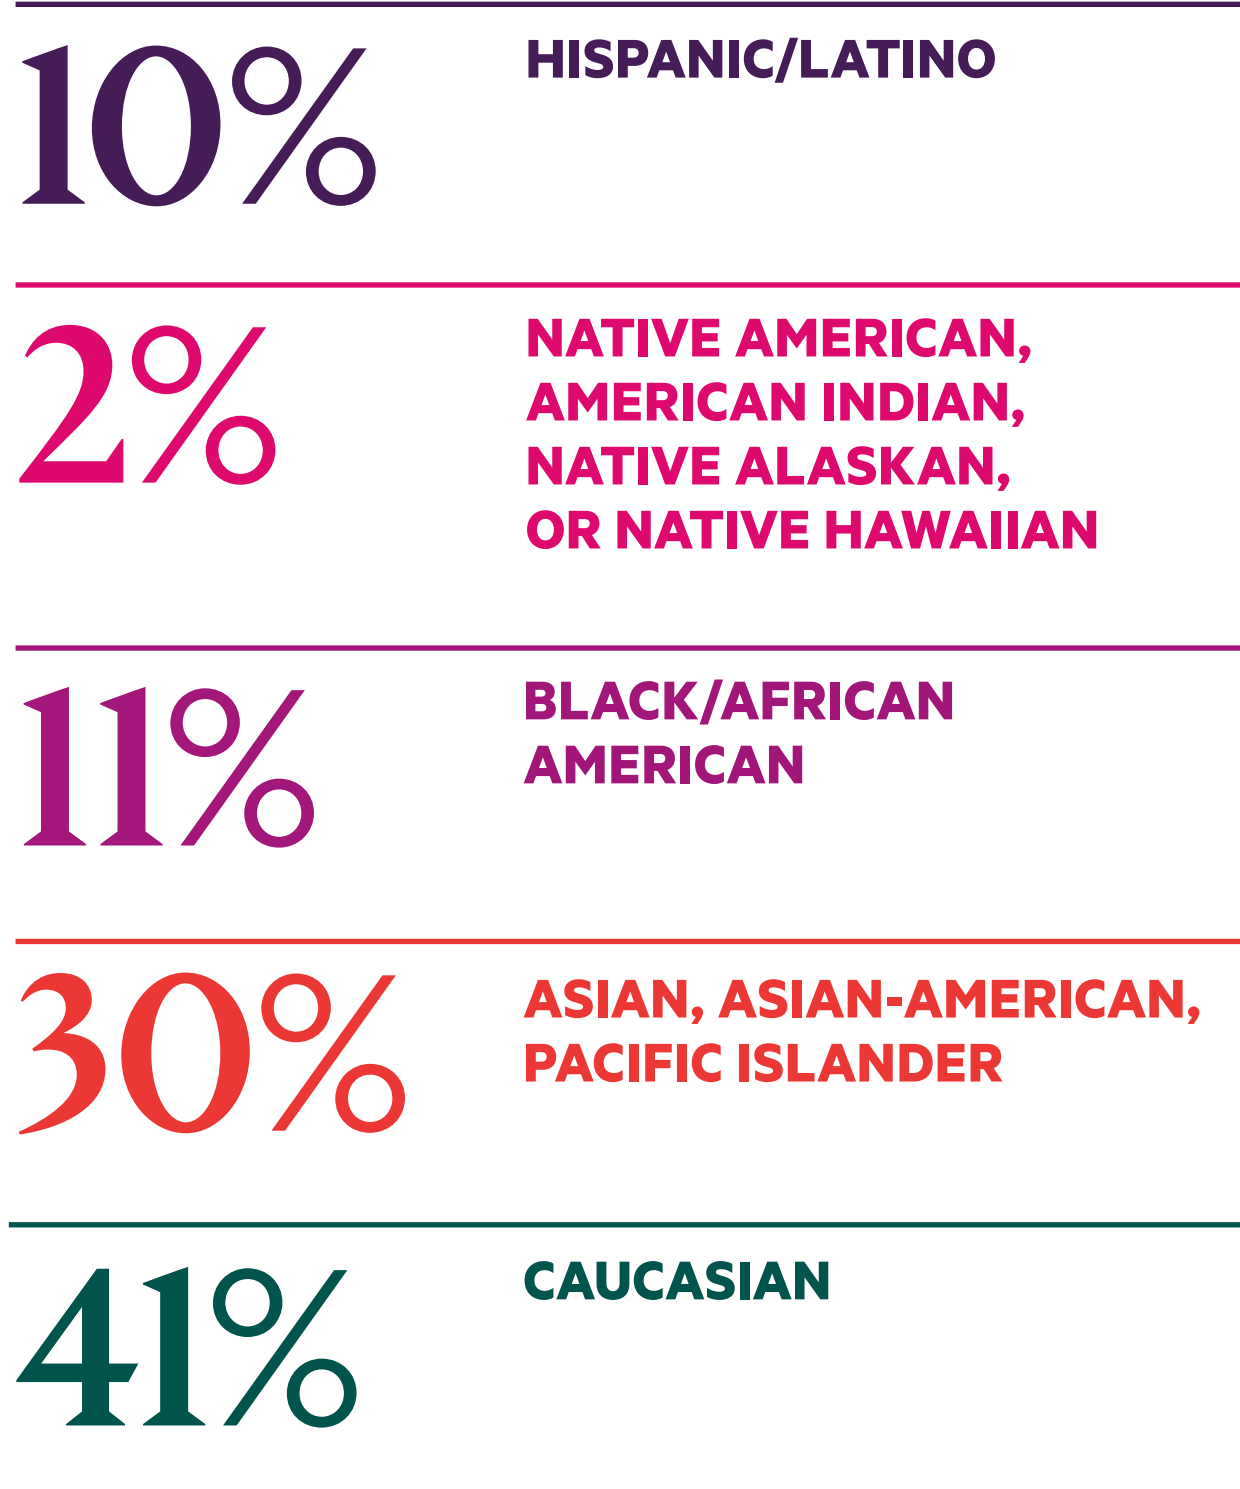 10%
HISPANIC/LATINO
2%
NATIVE AMERICAN,
AMERICAN INDIAN,
NATIVE ALASKAN,
OR NATIVE HAWAIIAN
11%
BLACK/AFRICAN
AMERICAN
30%
ASIAN, ASIAN-AMERICAN,
PACIFIC ISLANDER
41%
CAUCASIAN